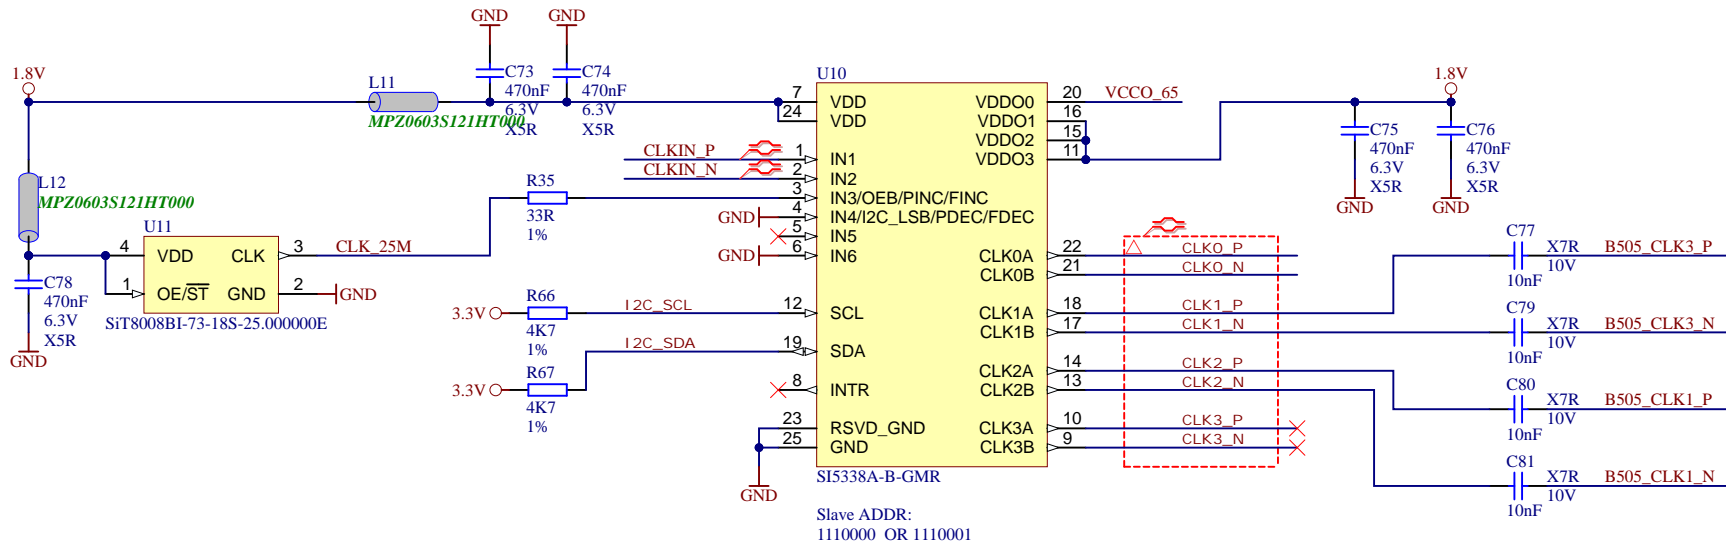 GND
GND
1.8V
L11
MPZ0603S121HT000
C73
470nF
6.3V
X5R
C74
470nF
6.3V
X5R
L12
MPZ0603S121HT000
U11
4
VDD
CLK
3
CLK_25M
1
OE/ST
GND
2
GND
SiT8008BI-73-18S-25.000000E
C78
470nF
6.3V
X5R
GND
R35
33R
1%
CLKIN_P
CLKIN_N
GND
GND
3.3V
R66
4K7
1%
I2C_SCL
3.3V
R67
4K7
1%
I2C_SDA
GND
U10
7
VDD
24
VDD
1
IN1
2
IN2
3
IN3/OEB/PINC/FINC
4
IN4/I2C_LSB/PDEC/FDEC
5
IN5
6
IN6
12
SCL
19
SDA
8
INTR
23
RSVD_GND
25
GND
VDDO0
20
VCCO_65
VDDO1
16
VDDO2
15
VDDO3
11
CLK0A
22
CLK0_P
CLK0B
21
CLK0_N
CLK1A
18
CLK1_P
CLK1B
17
CLK1_N
CLK2A
14
CLK2_P
CLK2B
13
CLK2_N
CLK3A
10
CLK3_P
CLK3B
9
CLK3_N
SI5338A-B-GMR
Slave ADDR:
1110000 OR 1110001
1.8V
C75
470nF
6.3V
X5R
GND
C76
470nF
6.3V
X5R
GND
C77
X7R
10V
10nF
B505_CLK3_P
C79
X7R
10V
10nF
B505_CLK3_N
C80
X7R
10V
10nF
B505_CLK1_P
C81
X7R
10V
10nF
B505_CLK1_N